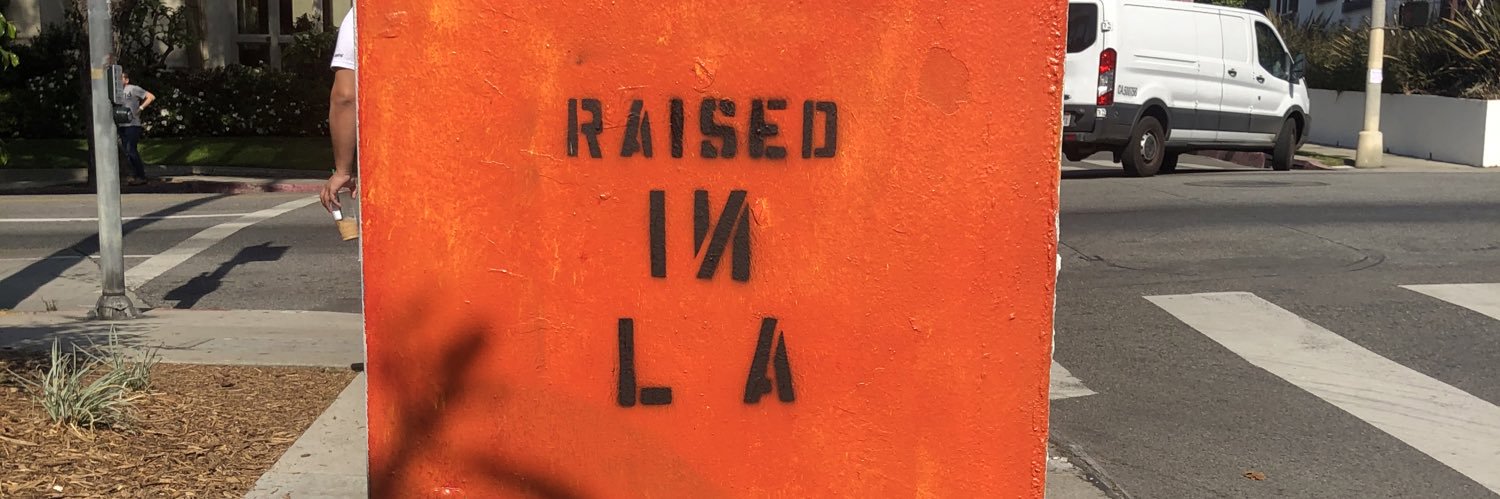 RAISED
IN
L A